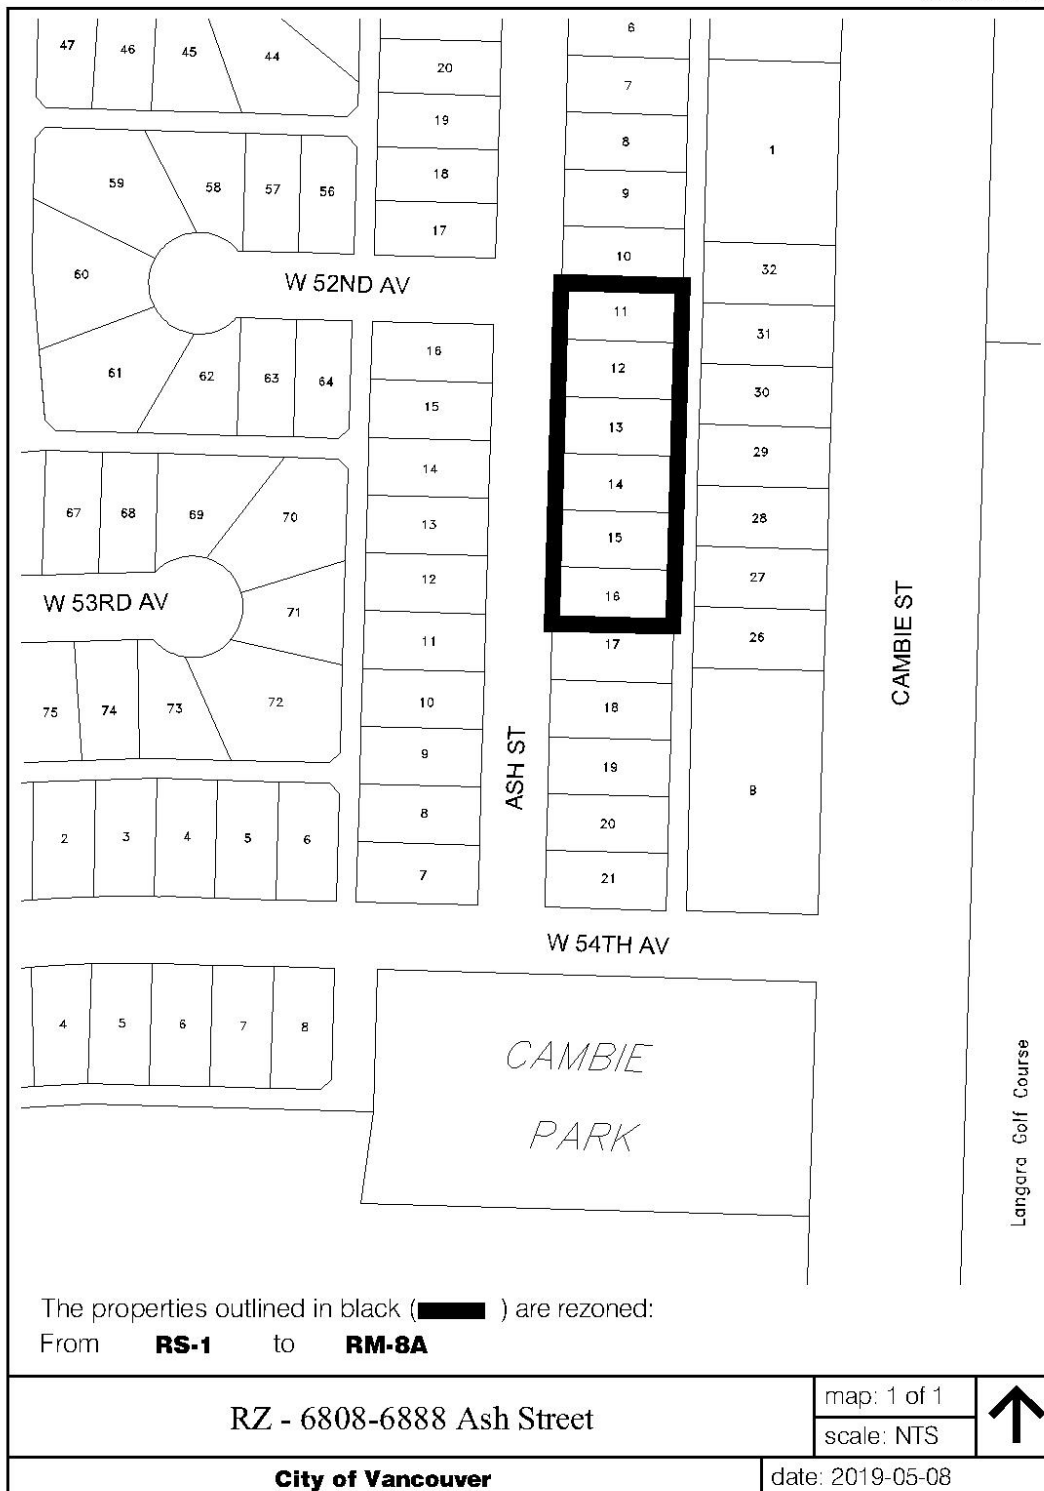 47 46 45 44
20
19
18
17
6
7
8
9
10
1
59 58 57 56
60
W 52ND AV
61 62 63 64
11
12
13
14
15
16
32
31
30
29
28
27
26
16
15
14
13
12
11
10
9
8
7
67 68 69 70
W 53RD AV
71
75 74 73 72
17
18
19
20
21
B
ASH ST
CAMBIE ST
2 3 4 5 6
W 54TH AV
4 5 6 7 8
CAMBIE
PARK
Langara Golf Course
The properties outlined in black ( ) are rezoned:
From RS-1 to RM-8A
RZ - 6808-6888 Ash Street
map: 1 of 1
scale: NTS
City of Vancouver
date: 2019-05-08